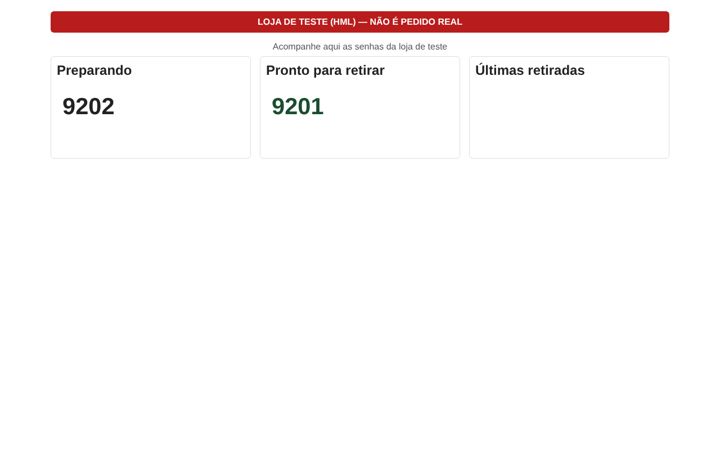 LOJA DE TESTE (HML) — NÃO É PEDIDO REAL
Acompanhe aqui as senhas da loja de teste
Preparando
9202
Pronto para retirar
9201
Últimas retiradas